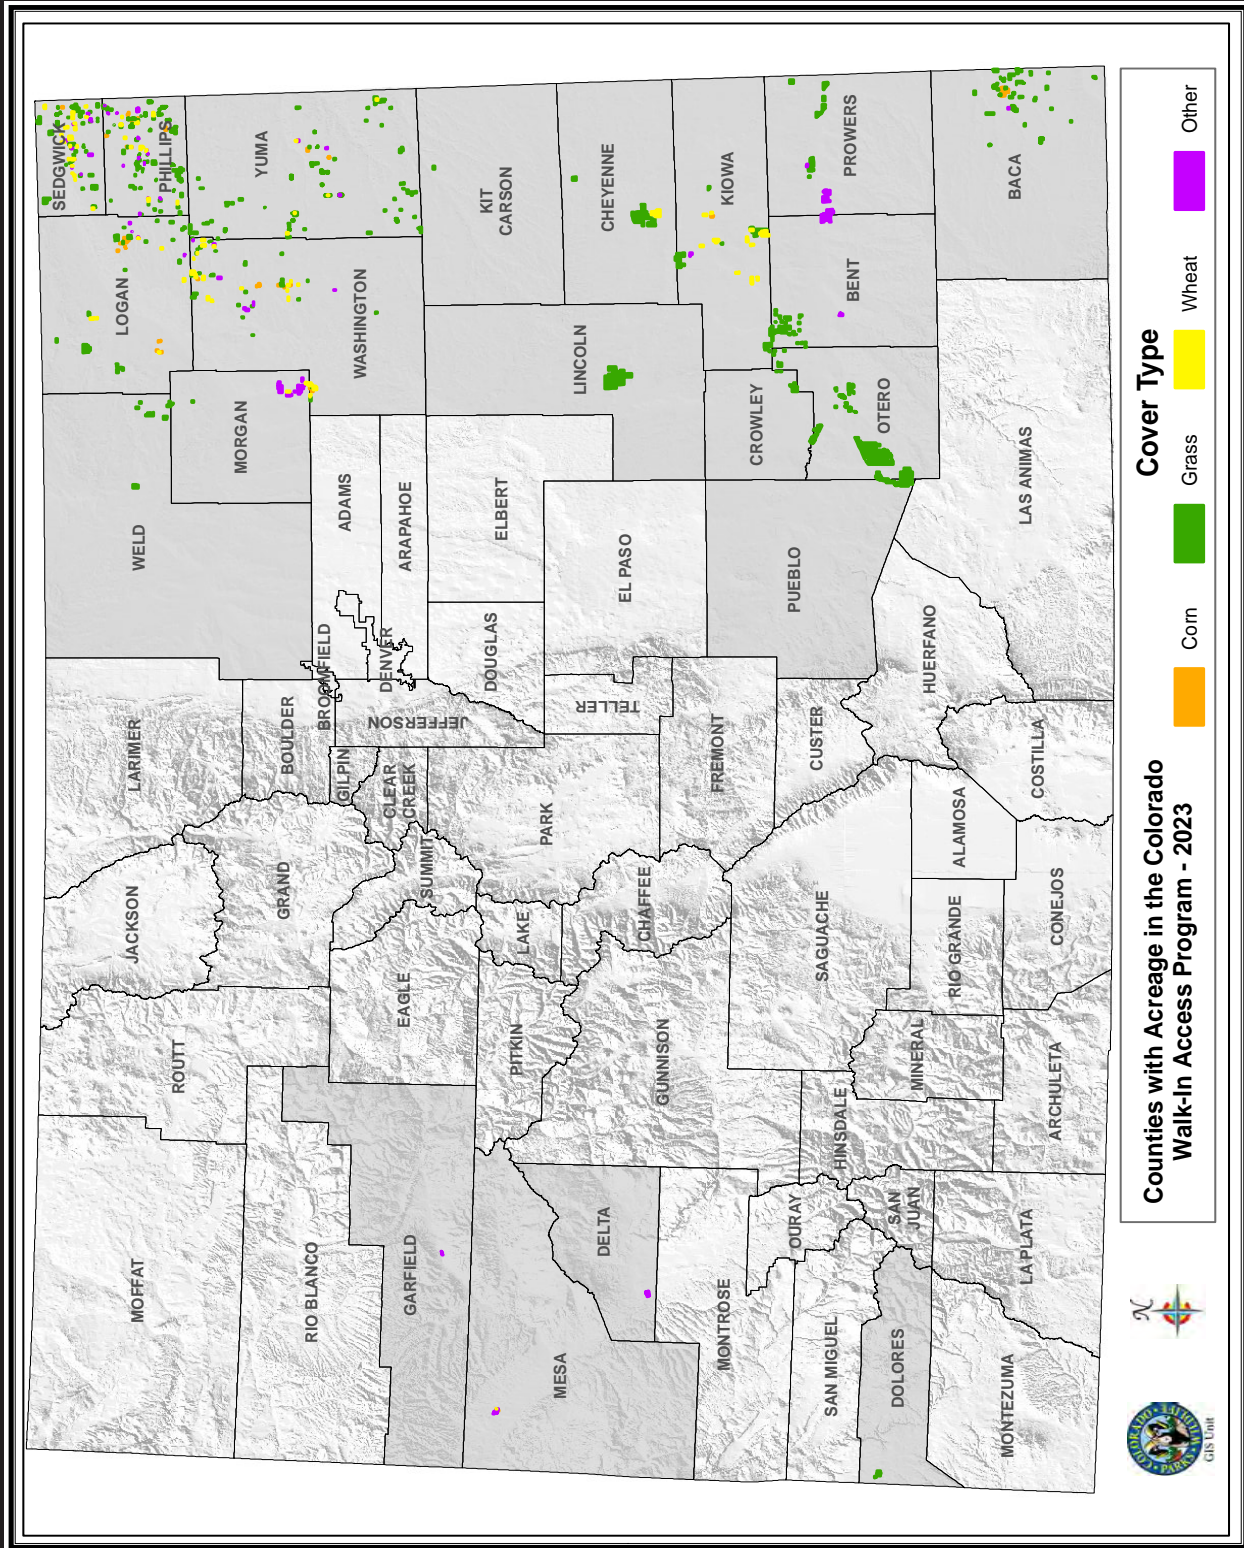 SEDGWICK
PHILLIPS
LOGAN
YUMA
WELD
MORGAN
WASHINGTON
LARIMER
JACKSON
ROUTT
MOFFAT
RIO BLANCO
GRAND
BOULDER
BROOMFIELD
GILPIN
ADAMS
ARAPAHOE
DENVER
JEFFERSON
CLEAR
CREEK
SUMMIT
EAGLE
GARFIELD
KIT
CARSON
ELBERT
DOUGLAS
LINCOLN
CHEYENNE
EL PASO
TELLER
PARK
LAKE
PITKIN
MESA
DELTA
GUNNISON
CHAFFEE
FREMONT
KIOWA
CROWLEY
PUEBLO
CUSTER
SAGUACHE
MONTROSE
OURAY
HINSDALE
SAN MIGUEL
DOLORES
SAN
JUAN
MINERAL
RIO GRANDE
ALAMOSA
HUERFANO
OTERO
BENT
PROWERS
BACA
LAS ANIMAS
COSTILLA
CONEJOS
ARCHULETA
LA PLATA
MONTEZUMA
N
COLORADO
PARKS
WILDLIFE
GIS Unit
Counties with Acreage in the Colorado
Walk-In Access Program - 2023
Cover Type
Corn
Grass
Wheat
Other